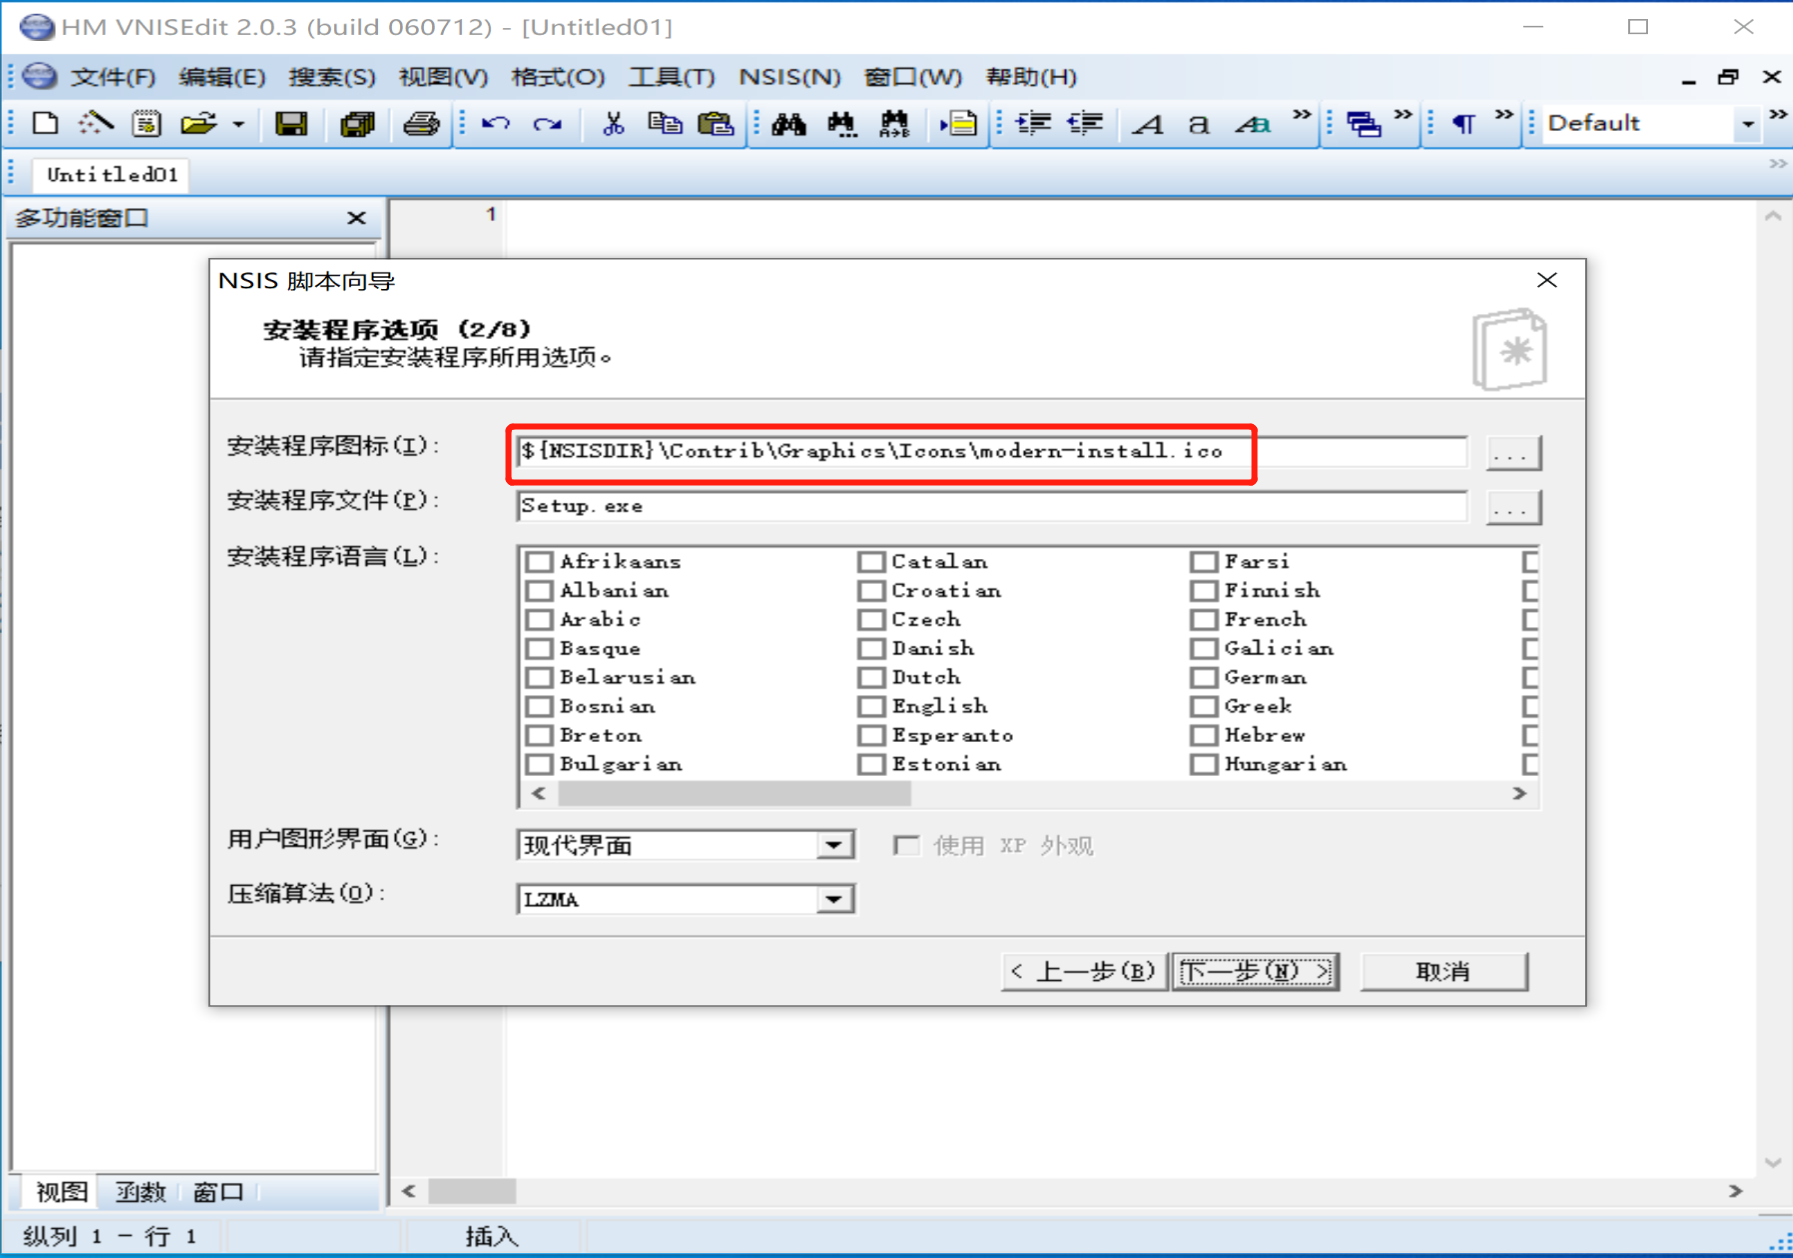 HM VNISEdit 2.0.3 (build 060712) - [Untitled01]
文件(F) 编辑(E) 搜索(S) 视图(V) 格式(O) 工具(T) NSIS(N) 窗口(W) 帮助(H)
Default
Untitled01
多功能窗口
1
NSIS 脚本向导
安装程序选项 (2/8)
请指定安装程序所用选项。
安装程序图标(I): ${NSISDIR}\Contrib\Graphics\Icons\modern-install.ico ...
安装程序文件(P): Setup.exe ...
安装程序语言(L):
Afrikaans Catalan Farsi
Albanian Croatian Finnish
Arabic Czech French
Basque Danish Galician
Belarusian Dutch German
Bosnian English Greek
Breton Esperanto Hebrew
Bulgarian Estonian Hungarian
用户图形界面(G): 现代界面 使用 XP 外观
压缩算法(O): LZMA
< 上一步(B) 下一步(N) > 取消
视图 函数 窗口
纵列 1 - 行 1 插入